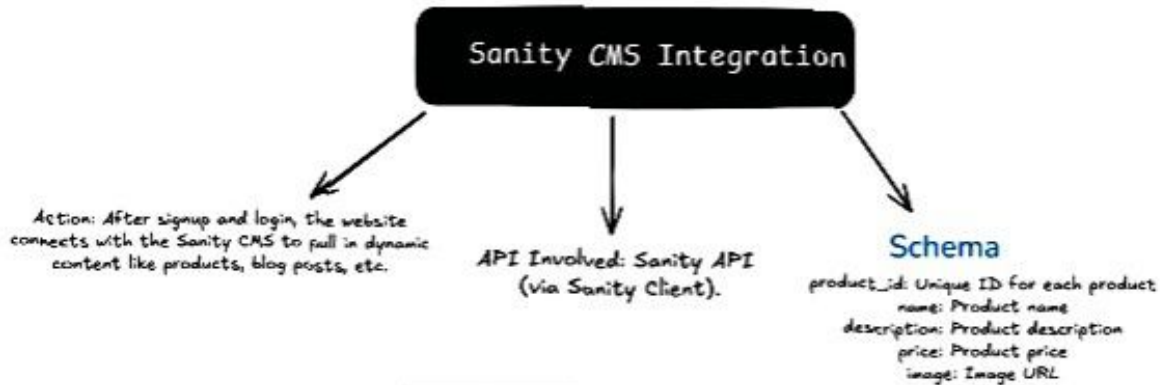 Sanity CMS Integration
Action: After signup and login, the website
connects with the Sanity CMS to pull in dynamic
content like products, blog posts, etc.
API Involved: Sanity API
(via Sanity Client).
Schema
product_id: Unique ID for each product
name: Product name
description: Product description
price: Product price
image: Image URL